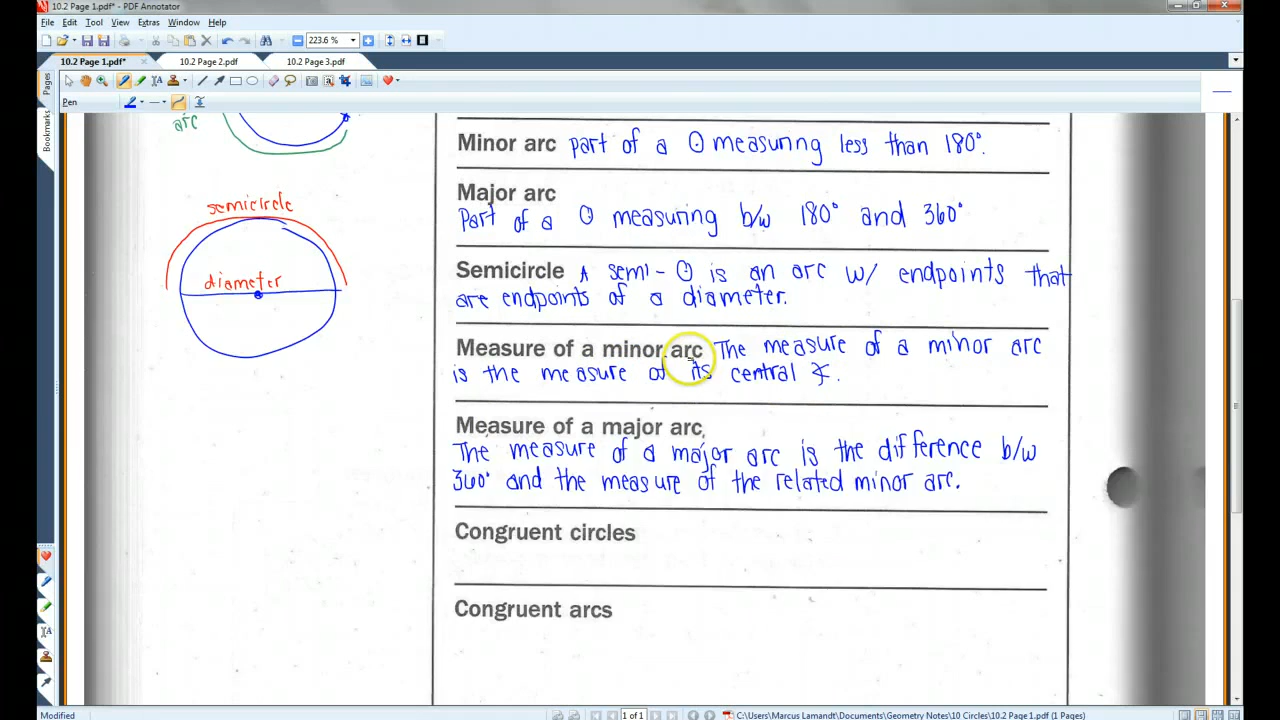 10.2 Page 1.pdf* - PDF Annotator
File Edit Tool View Extras Window Help
223.6 %
10.2 Page 1.pdf* 10.2 Page 2.pdf 10.2 Page 3.pdf
Pen
Pages
Bookmarks
arc
semicircle
diameter
Minor arc part of a ⊙ measuring less than 180°.
Major arc
Part of a ⊙ measuring b/w 180° and 360°
Semicircle A semi-⊙ is an arc w/ endpoints that
are endpoints of a diameter.
Measure of a minor arc The measure of a minor arc
is the measure of its central ∡.
Measure of a major arc
The measure of a major arc is the difference b/w
360° and the measure of the related minor arc.
Congruent circles
Congruent arcs
Modified 1 of 1 C:\Users\Marcus Lamandt\Documents\Geometry Notes\10 Circles\10.2 Page 1.pdf (1 Pages)